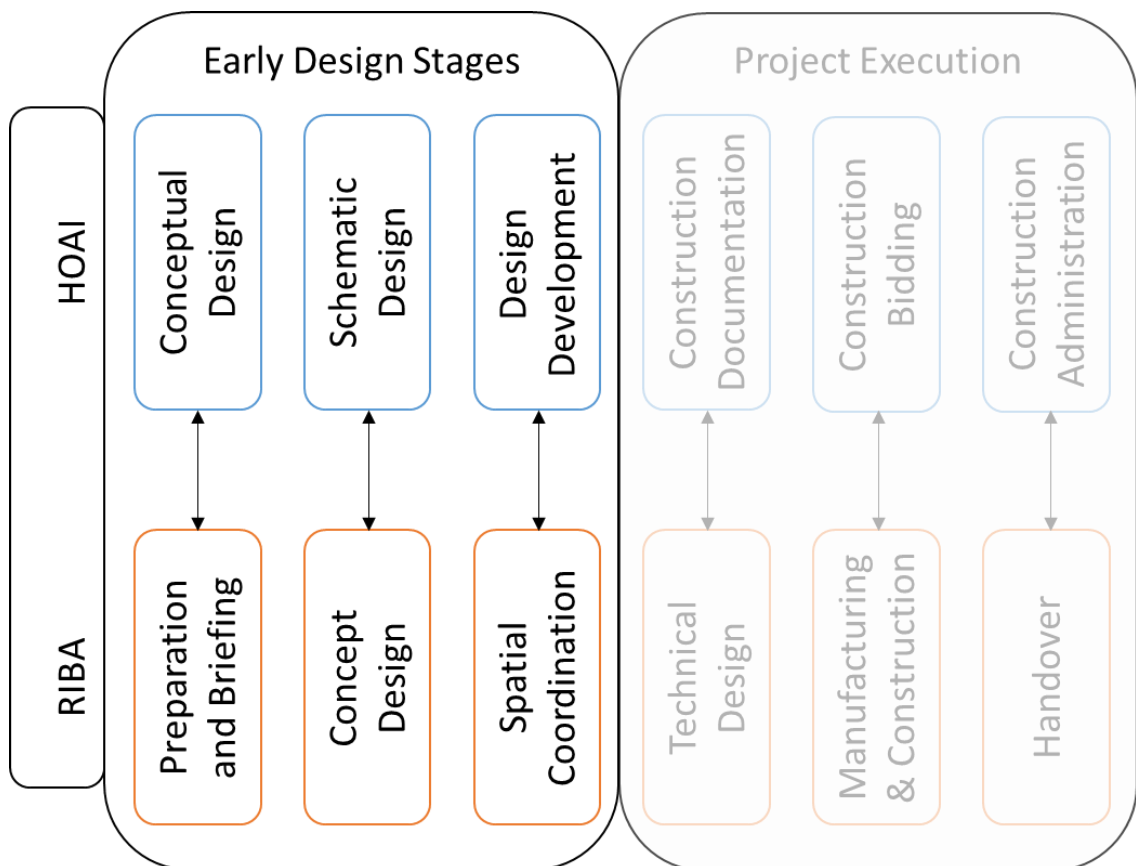 Early Design Stages
Project Execution
HOAI
Conceptual
Design
Schematic
Design
Design
Development
Construction
Documentation
Construction
Bidding
Construction
Administration
RIBA
Preparation
and Briefing
Concept
Design
Spatial
Coordination
Technical
Design
Manufacturing
& Construction
Handover